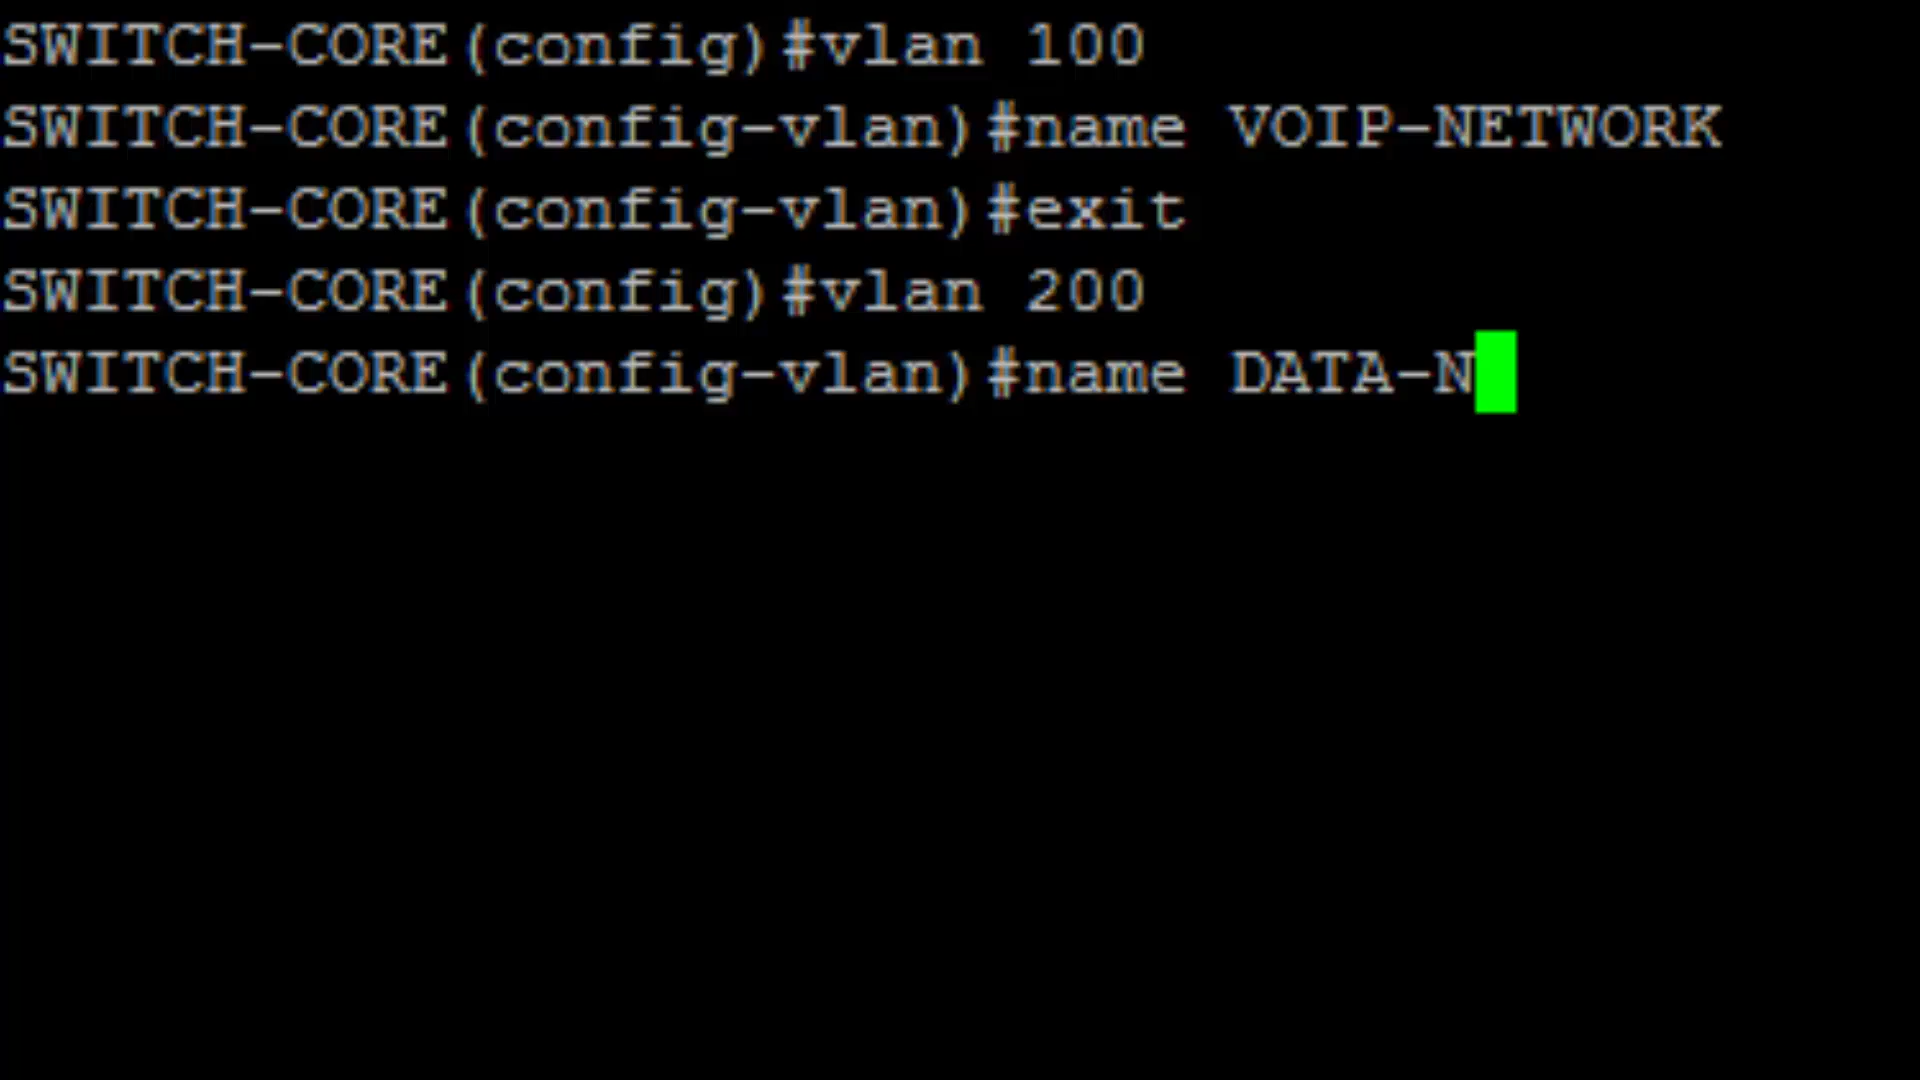 SWITCH-CORE(config)#vlan 100
SWITCH-CORE(config-vlan)#name VOIP-NETWORK
SWITCH-CORE(config-vlan)#exit
SWITCH-CORE(config)#vlan 200
SWITCH-CORE(config-vlan)#name DATA-N